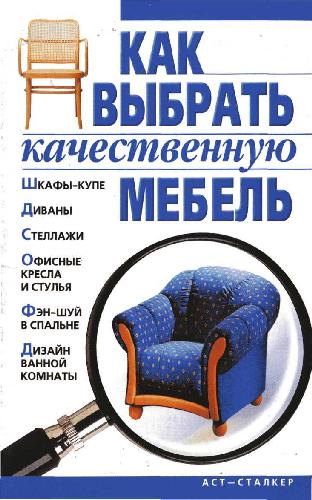 КАК
ВЫБРАТЬ
качественную
МЕБЕЛЬ
ШКАФЫ-КУПЕ
ДИВАНЫ
СТЕЛЛАЖИ
ОФИСНЫЕ
КРЕСЛА
И СТУЛЬЯ
ФЭН-ШУЙ
В СПАЛЬНЕ
ДИЗАЙН
ВАННОЙ
КОМНАТЫ
АСТ—СТАЛКЕР